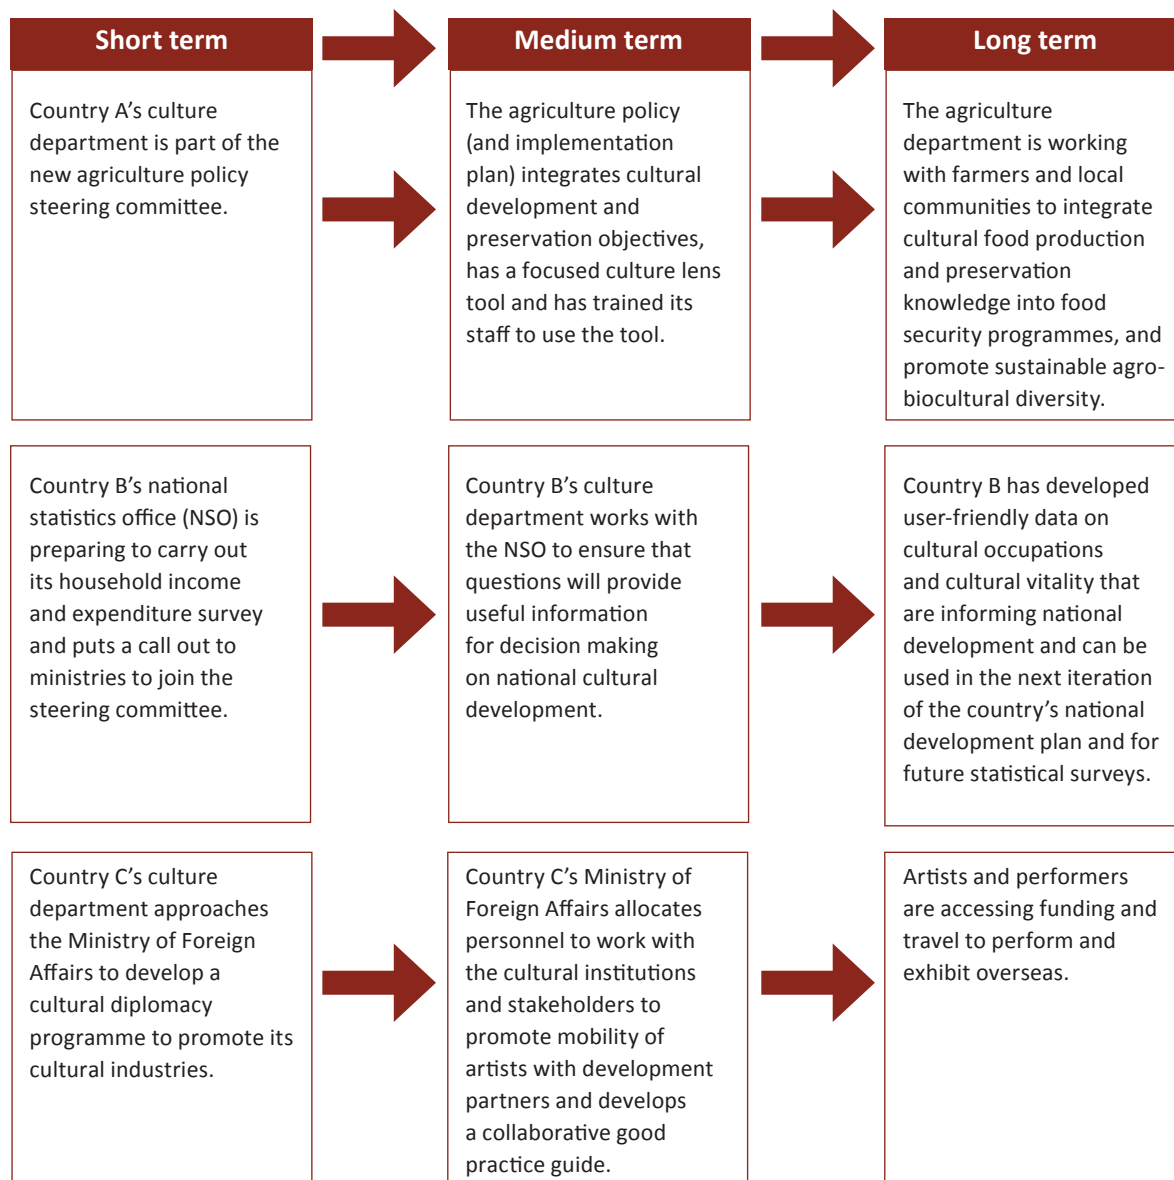 Short term
Medium term
Long term
Country A’s culture
department is part of the
new agriculture policy
steering committee.
The agriculture policy
(and implementation
plan) integrates cultural
development and
preservation objectives,
has a focused culture lens
tool and has trained its
staff to use the tool.
The agriculture
department is working
with farmers and local
communities to integrate
cultural food production
and preservation
knowledge into food
security programmes, and
promote sustainable agro-
biocultural diversity.
Country B’s national
statistics office (NSO) is
preparing to carry out
its household income
and expenditure survey
and puts a call out to
ministries to join the
steering committee.
Country B’s culture
department works with
the NSO to ensure that
questions will provide
useful information
for decision making
on national cultural
development.
Country B has developed
user-friendly data on
cultural occupations
and cultural vitality that
are informing national
development and can be
used in the next iteration
of the country’s national
development plan and for
future statistical surveys.
Country C’s culture
department approaches
the Ministry of Foreign
Affairs to develop a
cultural diplomacy
programme to promote its
cultural industries.
Country C’s Ministry of
Foreign Affairs allocates
personnel to work with
the cultural institutions
and stakeholders to
promote mobility of
artists with development
partners and develops
a collaborative good
practice guide.
Artists and performers
are accessing funding and
travel to perform and
exhibit overseas.